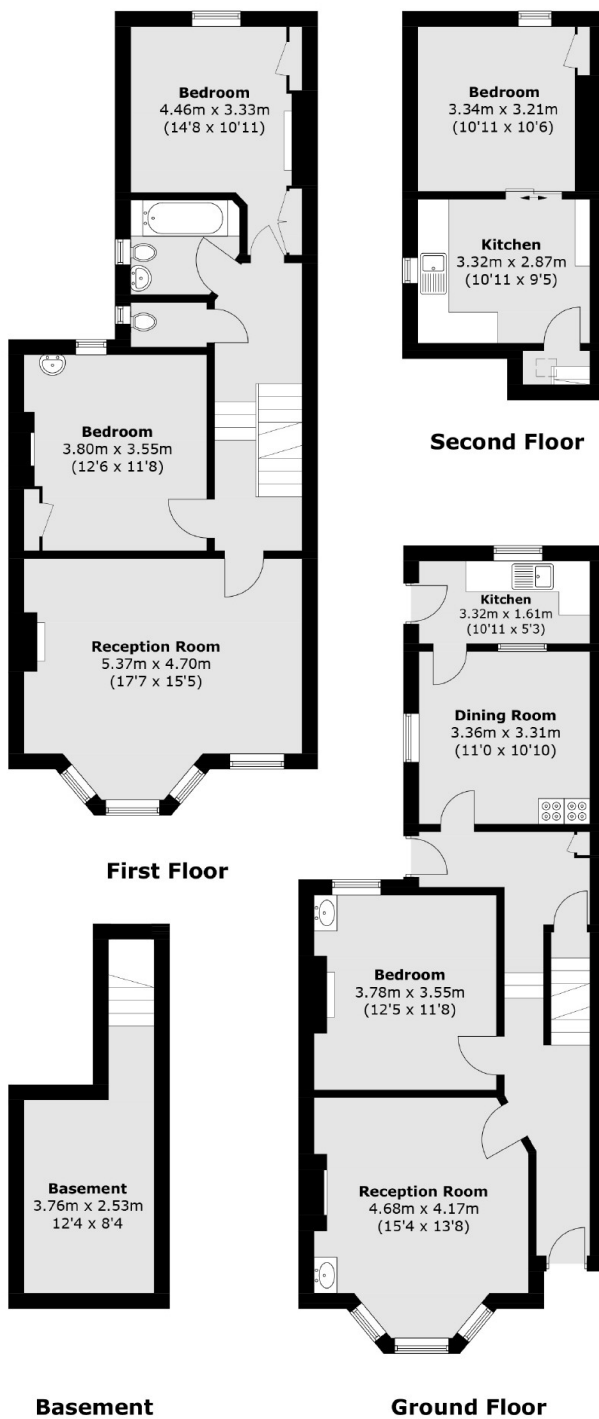 Bedroom
4.46m x 3.33m
(14'8 x 10'11)
Bedroom
3.80m x 3.55m
(12'6 x 11'8)
Reception Room
5.37m x 4.70m
(17'7 x 15'5)
First Floor
Bedroom
3.34m x 3.21m
(10'11 x 10'6)
Kitchen
3.32m x 2.87m
(10'11 x 9'5)
Second Floor
Kitchen
3.32m x 1.61m
(10'11 x 5'3)
Dining Room
3.36m x 3.31m
(11'0 x 10'10)
Bedroom
3.78m x 3.55m
(12'5 x 11'8)
Reception Room
4.68m x 4.17m
(15'4 x 13'8)
Ground Floor
Basement
3.76m x 2.53m
12'4 x 8'4
Basement